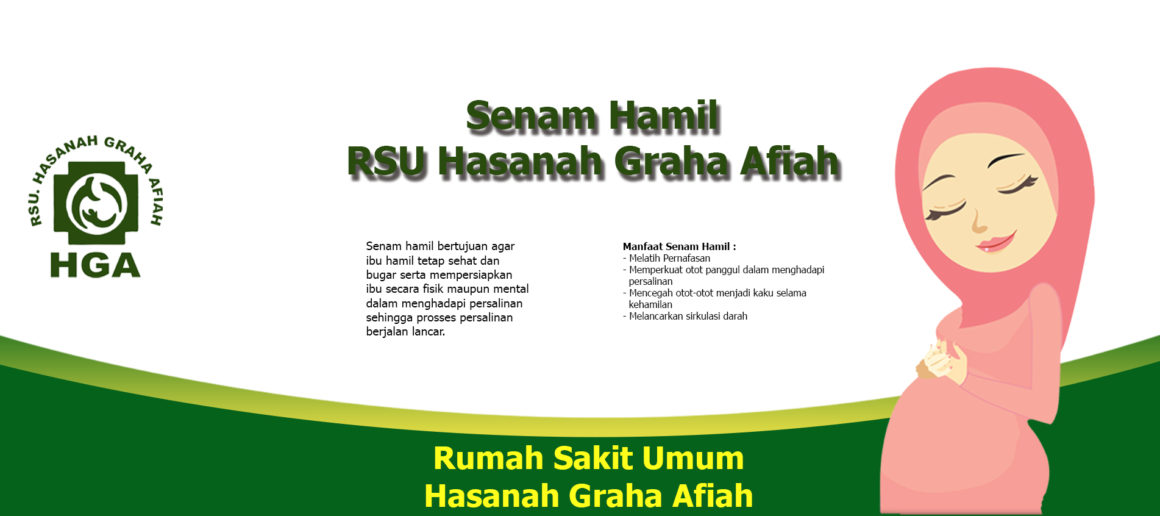 Senam Hamil
RSU Hasanah Graha Afiah
RSU. HASANAH GRAHA AFIAH
HGA
Senam hamil bertujuan agar
ibu hamil tetap sehat dan
bugar serta mempersiapkan
ibu secara fisik maupun mental
dalam menghadapi persalinan
sehingga prosses persalinan
berjalan lancar.
Manfaat Senam Hamil :
- Melatih Pernafasan
- Memperkuat otot panggul dalam menghadapi
persalinan
- Mencegah otot-otot menjadi kaku selama
kehamilan
- Melancarkan sirkulasi darah
Rumah Sakit Umum
Hasanah Graha Afiah